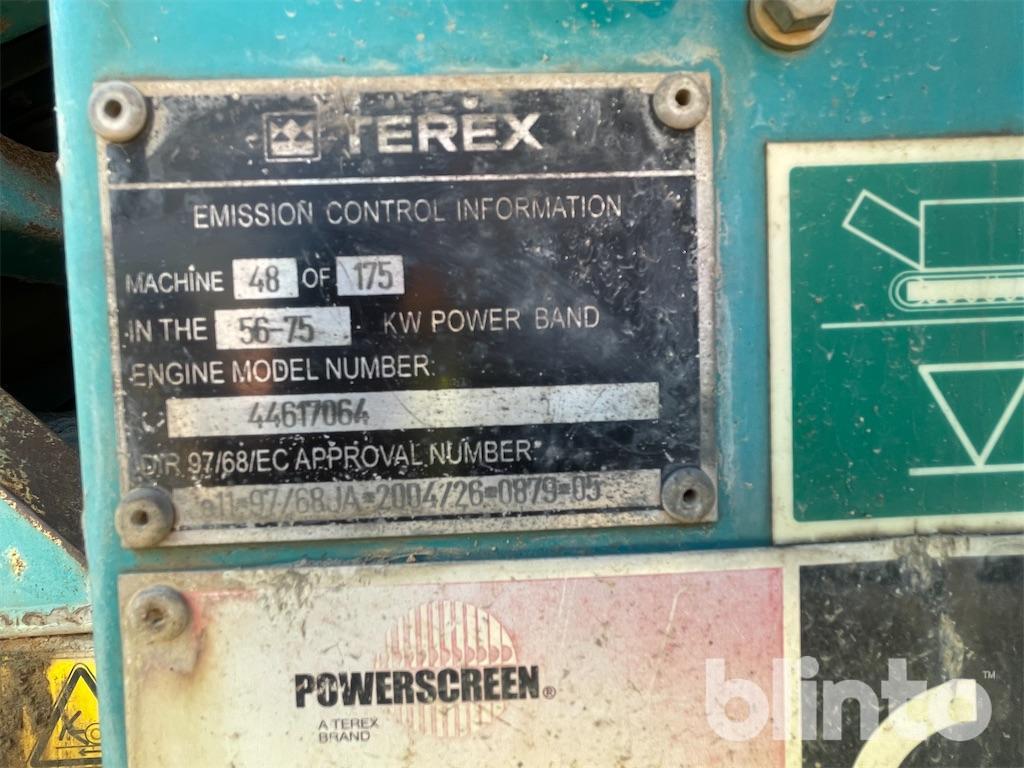 TEREX
EMISSION CONTROL INFORMATION
MACHINE 48 OF 175
IN THE 56-75 KW POWER BAND
ENGINE MODEL NUMBER:
44617064
DIR 97/68/EC APPROVAL NUMBER:
e11*97/68JA*2004/26*0879*05
POWERSCREEN®
A TEREX
BRAND
blinto™